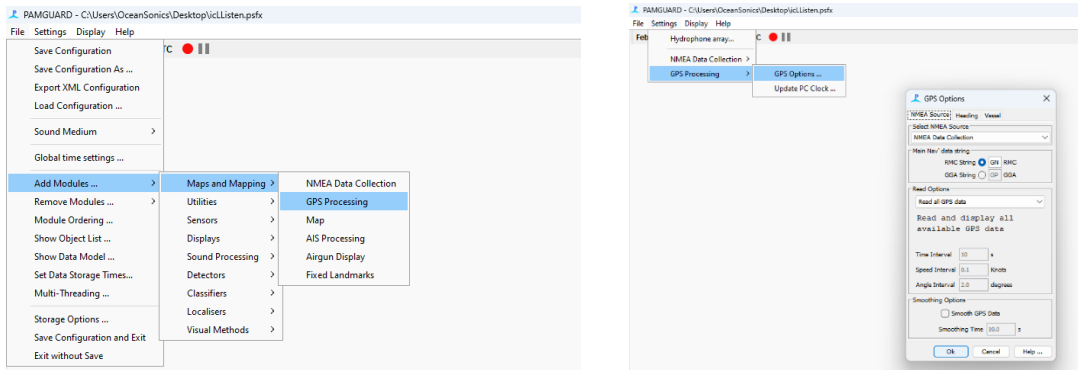 PAMGUARD - C:\Users\OceanSonics\Desktop\icLListen.psfx
File Settings Display Help
TC
Save Configuration
Save Configuration As ...
Export XML Configuration
Load Configuration ...
Sound Medium >
Global time settings ...
Add Modules ... >
Remove Modules ... >
Module Ordering ...
Show Object List ...
Show Data Model ...
Set Data Storage Times...
Multi-Threading ...
Storage Options ...
Save Configuration and Exit
Exit without Save
Maps and Mapping >
Utilities >
Sensors >
Displays >
Sound Processing >
Detectors >
Classifiers >
Localisers >
Visual Methods >
NMEA Data Collection
GPS Processing
Map
AIS Processing
Airgun Display
Fixed Landmarks
PAMGUARD - C:\Users\OceanSonics\Desktop\icLListen.psfx
File Settings Display Help
Feb
C
Hydrophone array...
NMEA Data Collection >
GPS Processing >
GPS Options ...
Update PC Clock ...
GPS Options
NMEA Source Heading Vessel
Select NMEA Source
NMEA Data Collection
Main Nav' data string
RMC String GN RMC
GGA String GP GGA
Read Options
Read all GPS data
Read and display all
available GPS data
Time Interval 10 s
Speed Interval 0.1 Knots
Angle Interval 2.0 degrees
Smoothing Options
Smooth GPS Data
Smoothing Time 30.0 s
Ok Cancel Help ...